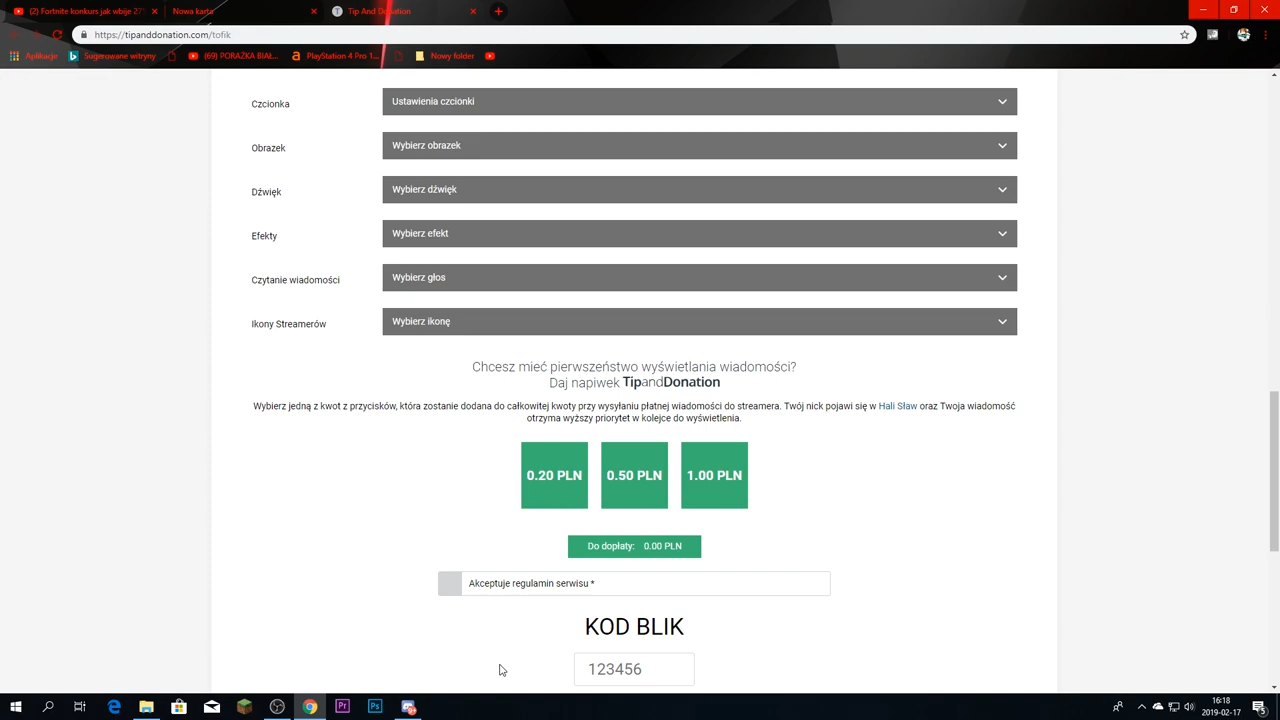 (2) Fortnite konkurs jak wbije 27
Nowa karta
Tip And Donation
https://tipanddonation.com/tofik
Aplikacje
Sugerowane witryny
(69) PORAŻKA BIAŁ...
PlayStation 4 Pro 1...
Nowy folder
Czcionka
Ustawienia czcionki
Obrazek
Wybierz obrazek
Dźwięk
Wybierz dźwięk
Efekty
Wybierz efekt
Czytanie wiadomości
Wybierz głos
Ikony Streamerów
Wybierz ikonę
Chcesz mieć pierwszeństwo wyświetlania wiadomości?
Daj napiwek TipandDonation
Wybierz jedną z kwot z przycisków, która zostanie dodana do całkowitej kwoty przy wysyłaniu płatnej wiadomości do streamera. Twój nick pojawi się w Hali Sław oraz Twoja wiadomość
otrzyma wyższy priorytet w kolejce do wyświetlenia.
0.20 PLN
0.50 PLN
1.00 PLN
Do dopłaty: 0.00 PLN
Akceptuje regulamin serwisu *
KOD BLIK
123456
16:18
2019-02-17